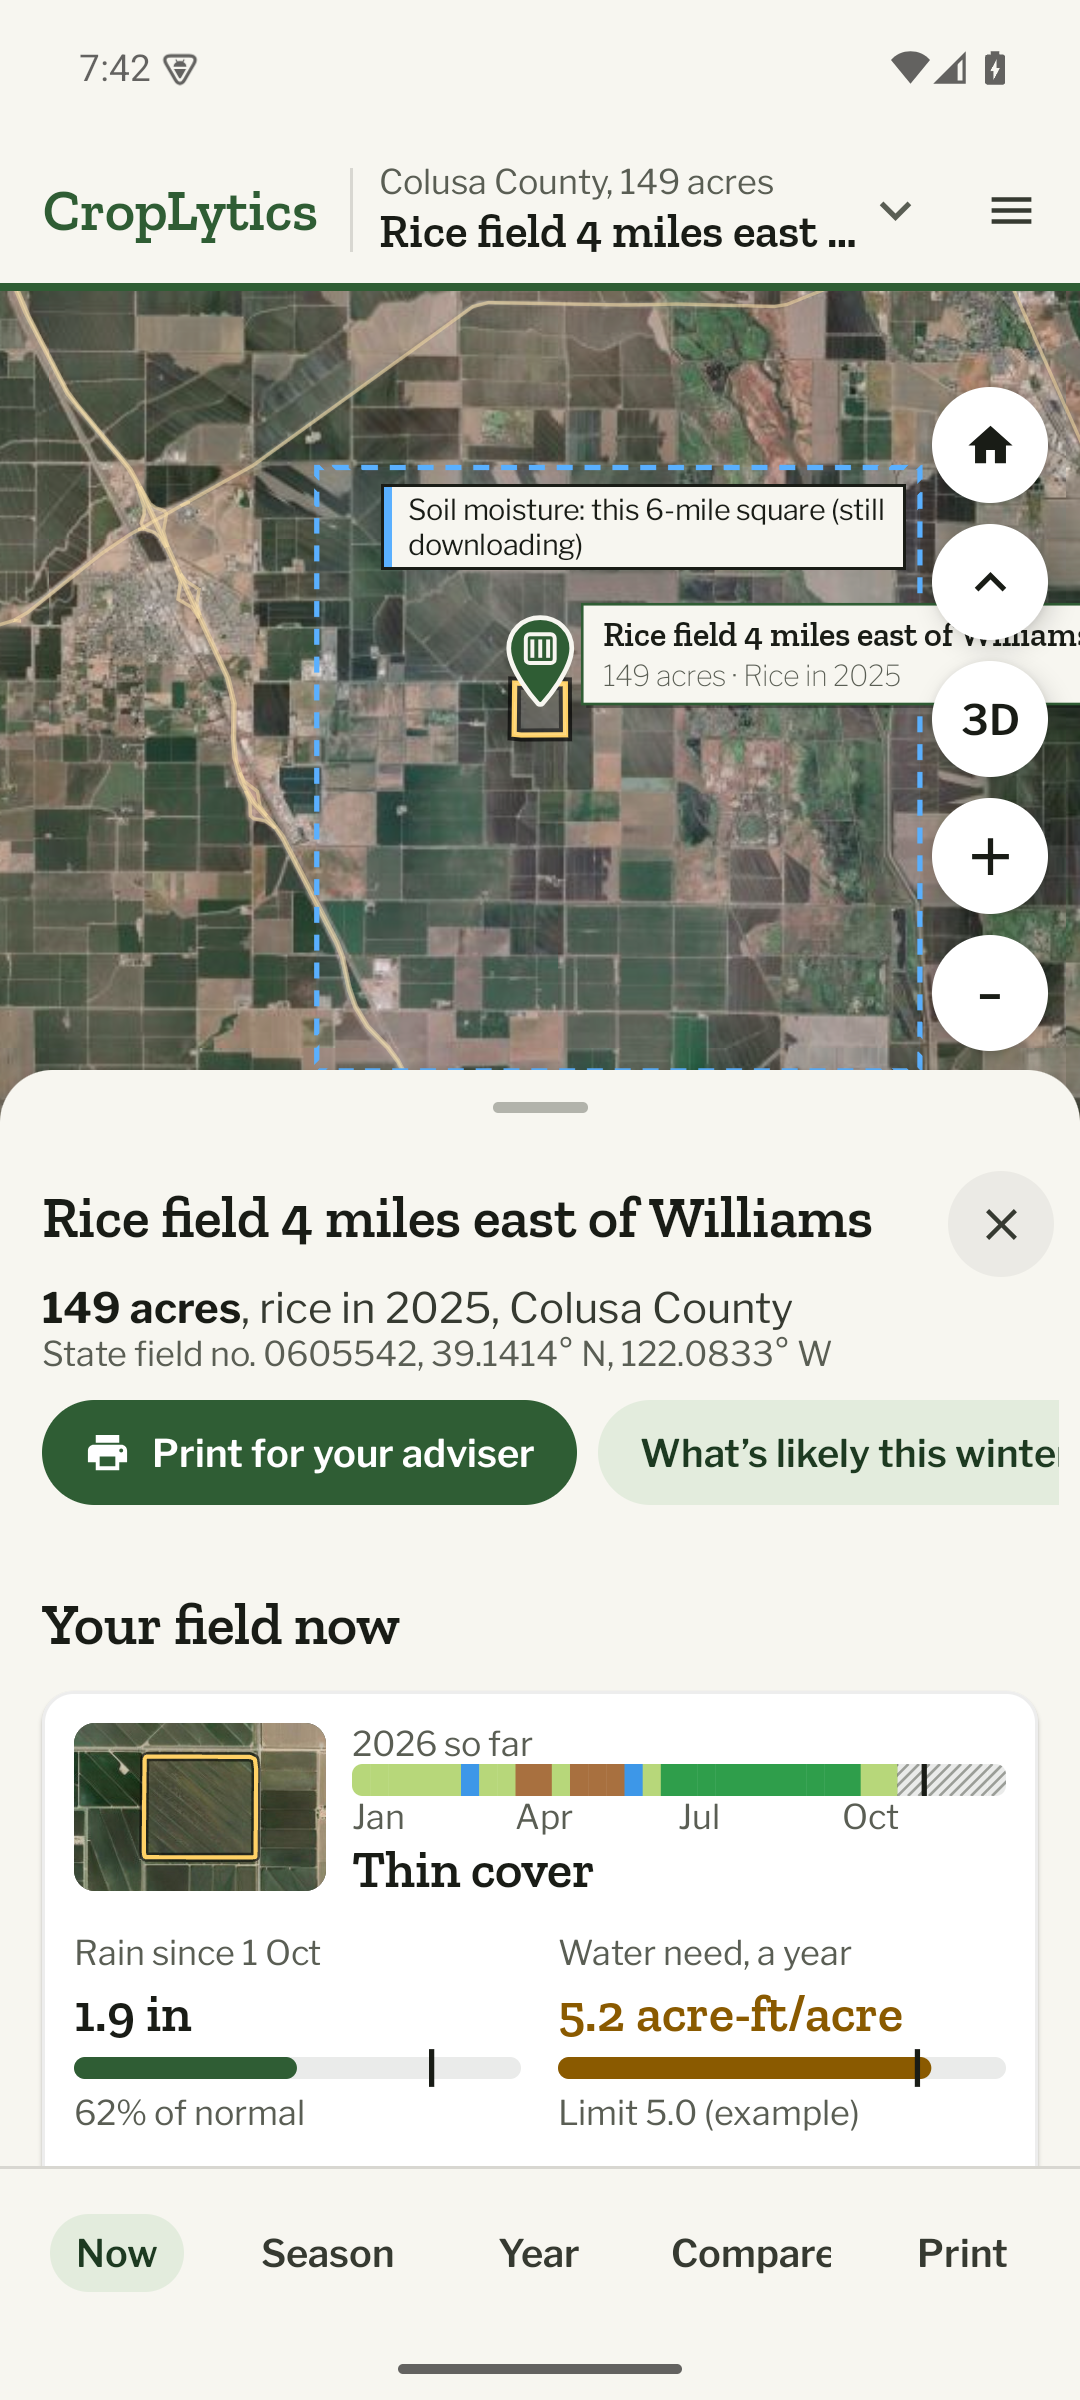 7:42
CropLytics
Colusa County, 149 acres
Rice field 4 miles east ...
Soil moisture: this 6-mile square (still
downloading)
Rice field 4 miles east of Williams
149 acres · Rice in 2025
3D
+
-
Rice field 4 miles east of Williams
149 acres, rice in 2025, Colusa County
State field no. 0605542, 39.1414° N, 122.0833° W
Print for your adviser
What’s likely this winter
Your field now
2026 so far
Jan Apr Jul Oct
Thin cover
Rain since 1 Oct
1.9 in
62% of normal
Water need, a year
5.2 acre-ft/acre
Limit 5.0 (example)
Now Season Year Compare Print